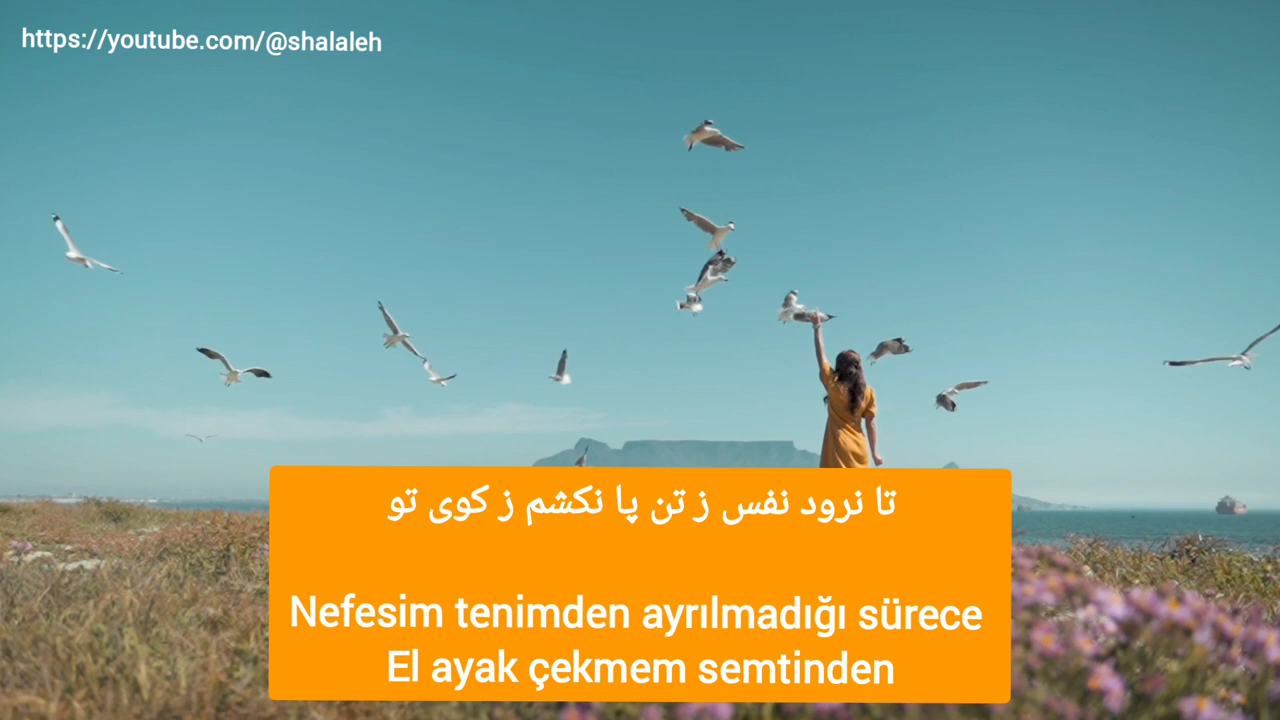 https://youtube.com/@shalaleh
تا نرود نفس ز تن پا نکشم ز کوی تو
Nefesim tenimden ayrılmadığı sürece
El ayak çekmem semtinden